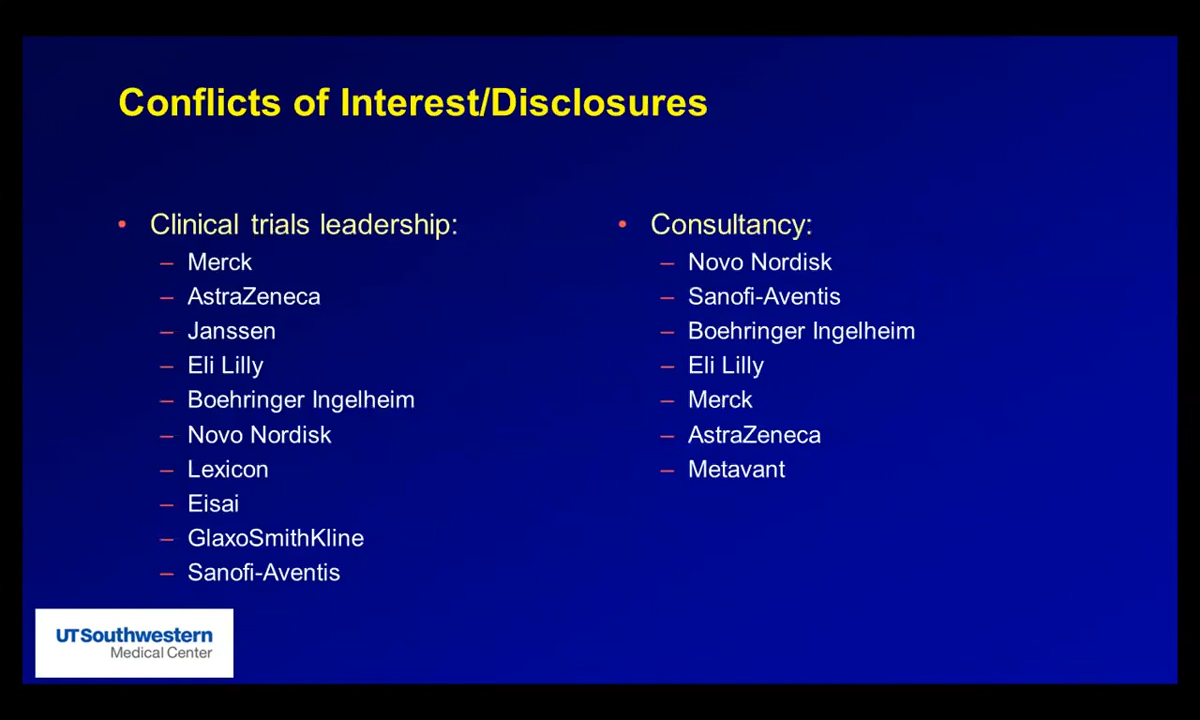 Conflicts of Interest/Disclosures
• Clinical trials leadership:
– Merck
– AstraZeneca
– Janssen
– Eli Lilly
– Boehringer Ingelheim
– Novo Nordisk
– Lexicon
– Eisai
– GlaxoSmithKline
– Sanofi-Aventis
• Consultancy:
– Novo Nordisk
– Sanofi-Aventis
– Boehringer Ingelheim
– Eli Lilly
– Merck
– AstraZeneca
– Metavant
UTSouthwestern
Medical Center